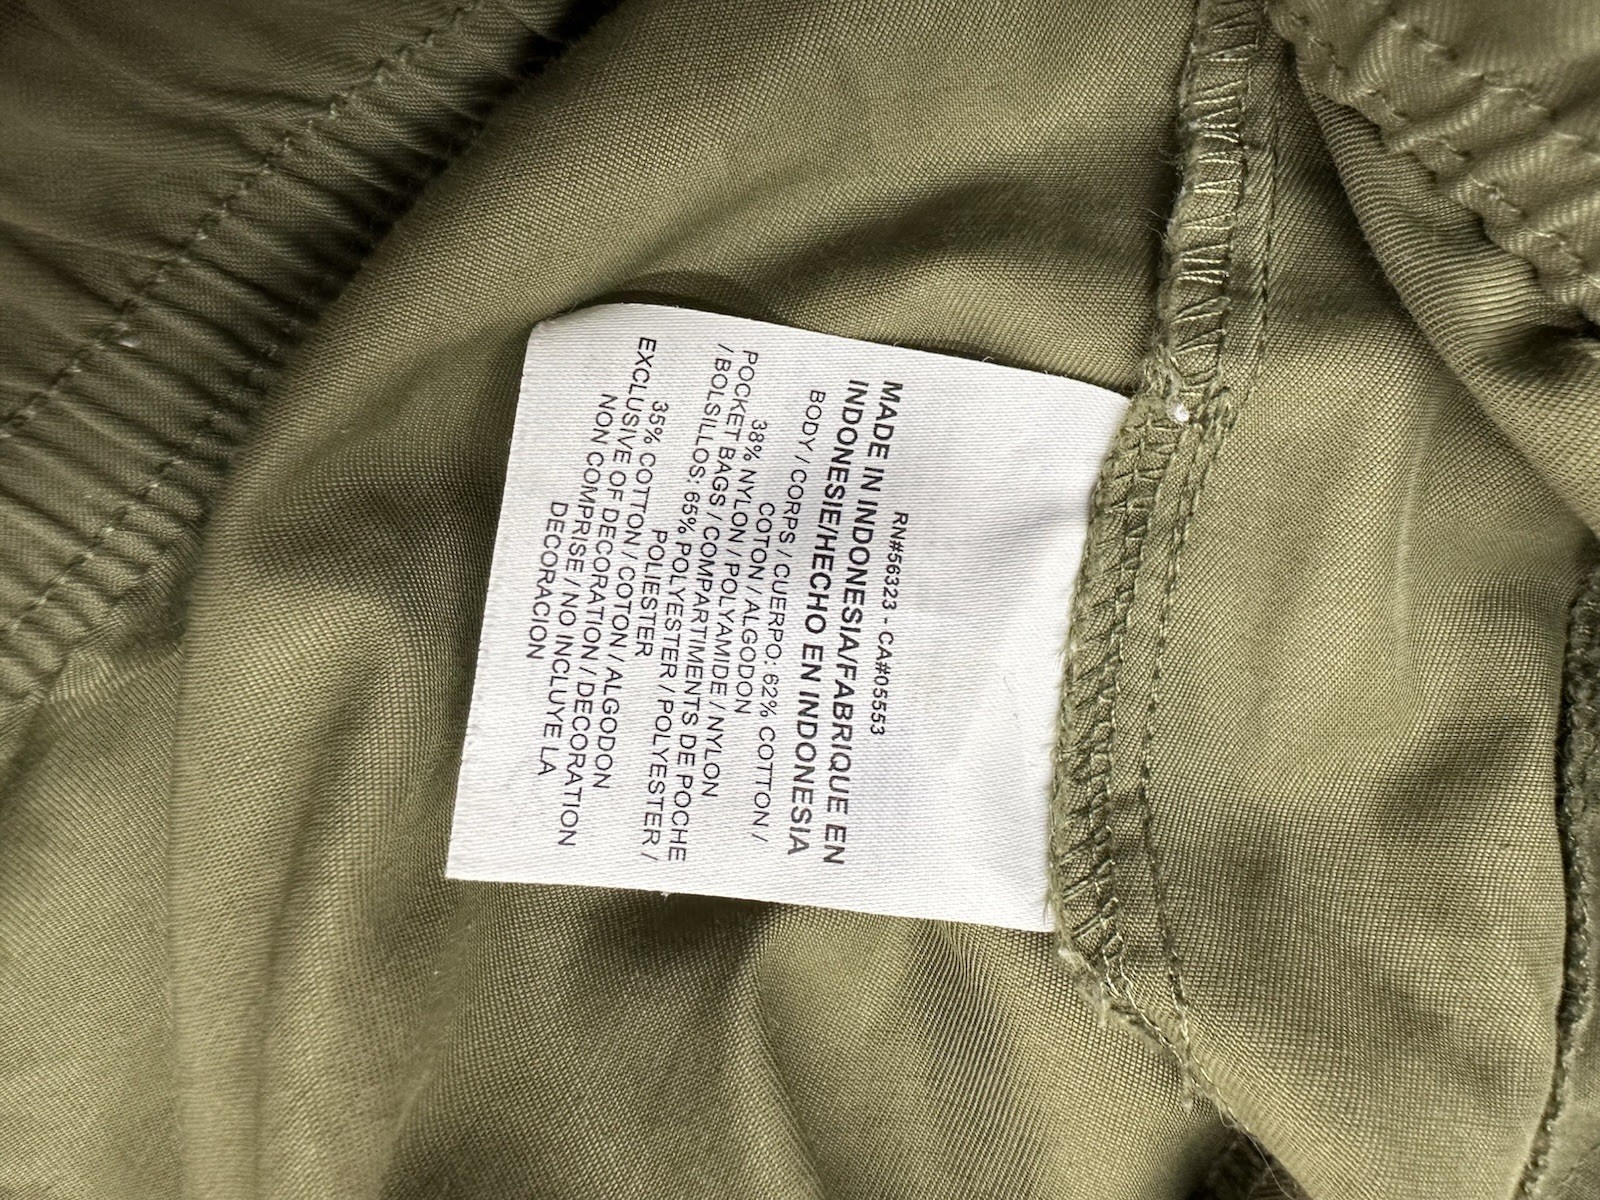 RN#56323 - CA#05553
MADE IN INDONESIA/FABRIQUE EN
INDONESIE/HECHO EN INDONESIA
BODY / CORPS / CUERPO: 62% COTTON /
COTON / ALGODON
38% NYLON / POLYAMIDE / NYLON
POCKET BAGS / COMPARTIMENTS DE POCHE
/ BOLSILLOS: 65% POLYESTER / POLYESTER /
POLIESTER
35% COTTON / COTON / ALGODON
EXCLUSIVE OF DECORATION / DECORATION
NON COMPRISE / NO INCLUYE LA
DECORACION